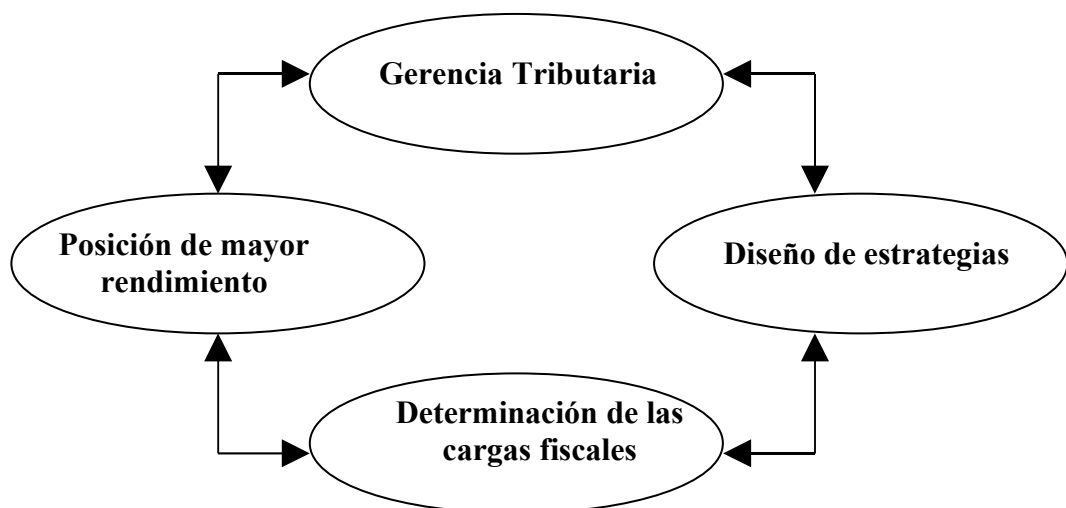 Gerencia Tributaria
Posición de mayor
rendimiento
Diseño de estrategias
Determinación de las
cargas fiscales